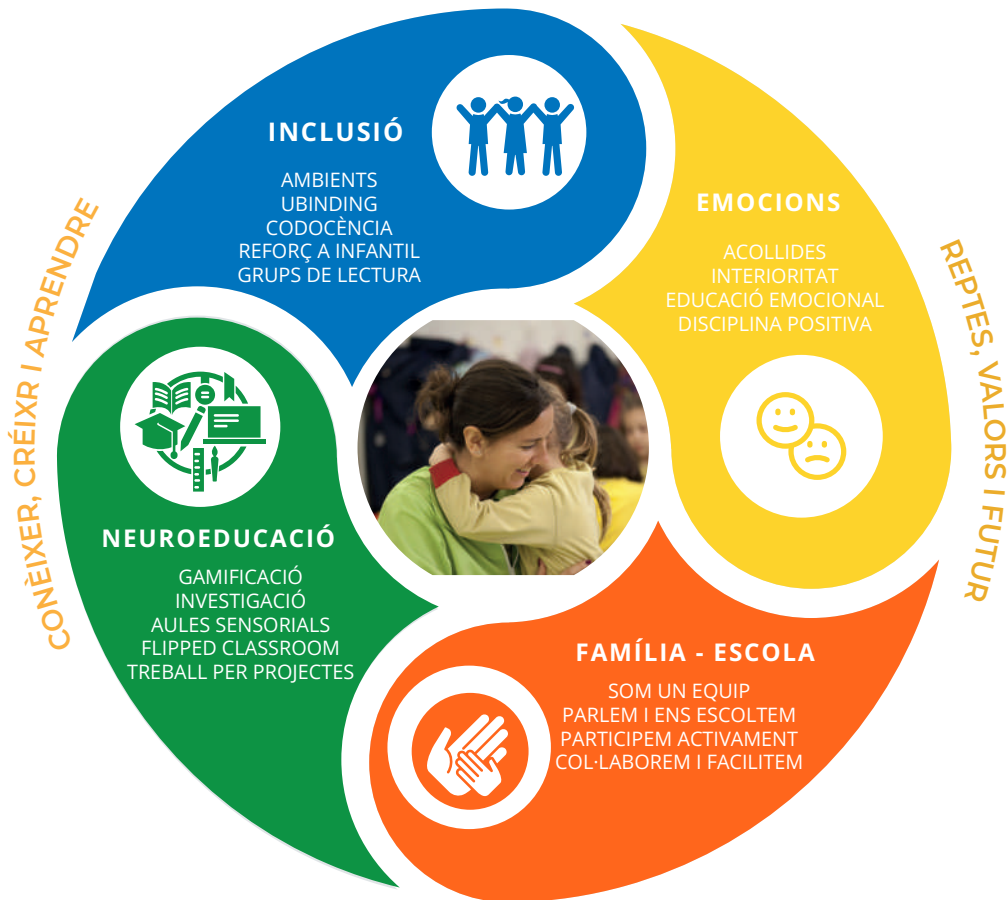 CONÈIXER, CRÉIXR I APRENDRE
INCLUSIÓ
AMBIENTS
UBINDING
CODOCÈNCIA
REFORÇ A INFANTIL
GRUPS DE LECTURA
EMOCIONS
ACOLLIDES
INTERIORITAT
EDUCACIÓ EMOCIONAL
DISCIPLINA POSITIVA
REPTES, VALORS I FUTUR
NEUROEDUCACIÓ
GAMIFICACIÓ
INVESTIGACIÓ
AULES SENSORIALS
FLIPPED CLASSROOM
TREBALL PER PROJECTES
FAMÍLIA - ESCOLA
SOM UN EQUIP
PARLEM I ENS ESCOLTEM
PARTICIPEM ACTIVAMENT
COL·LABOREM I FACILITEM